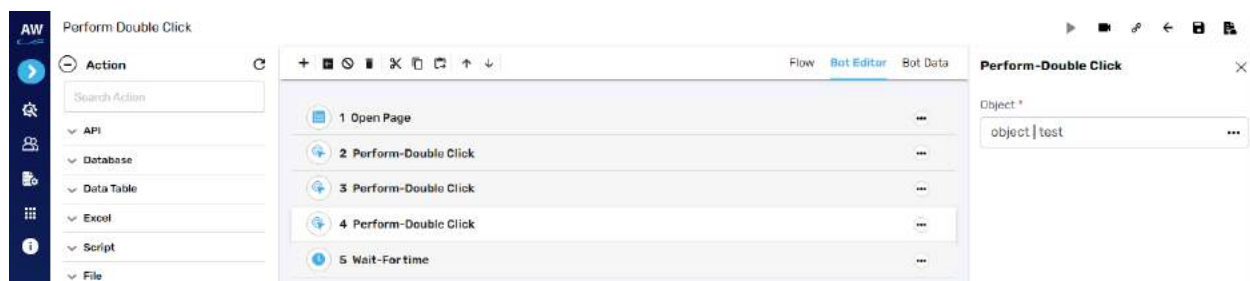 AW Perform Double Click
Action
Search Action
API
Database
Data Table
Excel
Script
File
Flow Bot Editor Bot Data
1 Open Page
2 Perform-Double Click
3 Perform-Double Click
4 Perform-Double Click
5 Wait-For time
Perform-Double Click
Object *
object | test